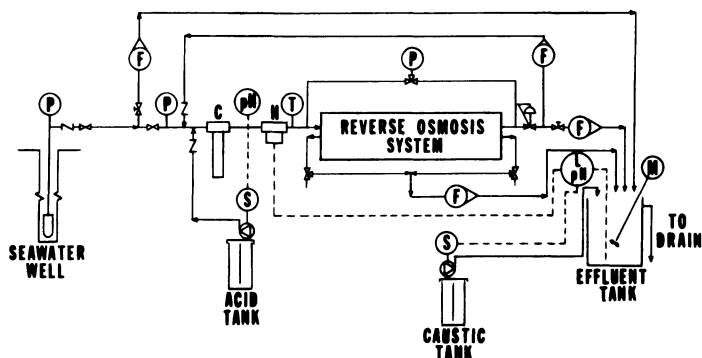 F
F
P
P
P
C
pH
H
T
F
REVERSE OSMOSIS
SYSTEM
L
pH
M
F
S
S
SEAWATER
WELL
ACID
TANK
CAUSTIC
TANK
EFFLUENT
TANK
TO
DRAIN